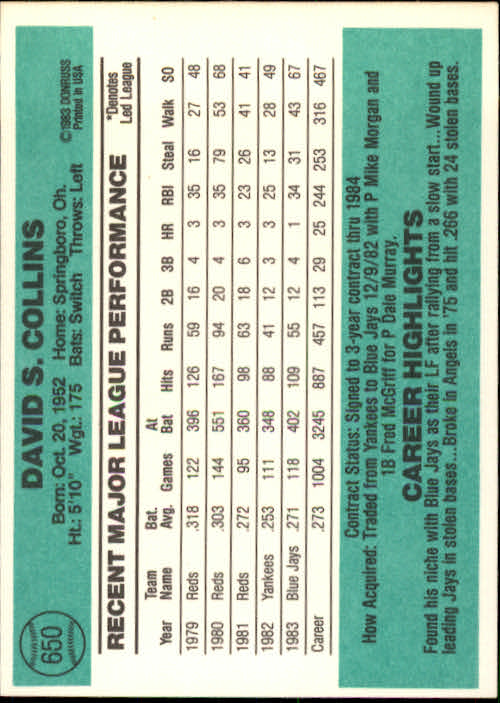 650
DAVID S. COLLINS
©1983 DONRUSS
Printed in USA
Born: Oct. 20, 1952 Home: Springboro, Oh.
Ht.: 5'10" Wgt.: 175 Bats: Switch Throws: Left
RECENT MAJOR LEAGUE PERFORMANCE
*Denotes
Led League
Year Team Name Bat. Avg. Games At Bat Hits Runs 2B 3B HR RBI Steal Walk SO
1979 Reds .318 122 396 126 59 16 4 3 35 16 27 48
1980 Reds .303 144 551 167 94 20 4 3 35 79 53 68
1981 Reds .272 95 360 98 63 18 6 3 23 26 41 41
1982 Yankees .253 111 348 88 41 12 3 3 25 13 28 49
1983 Blue Jays .271 118 402 109 55 12 4 1 34 31 43 67
Career .273 1004 3245 887 457 113 29 25 244 253 316 467
Contract Status: Signed to 3-year contract thru 1984
How Acquired: Traded from Yankees to Blue Jays 12/9/82 with P Mike Morgan and
1B Fred McGriff for P Dale Murray.
CAREER HIGHLIGHTS
Found his niche with Blue Jays as their LF after rallying from a slow start...Wound up
leading Jays in stolen bases...Broke in Angels in '75 and hit .266 with 24 stolen bases.